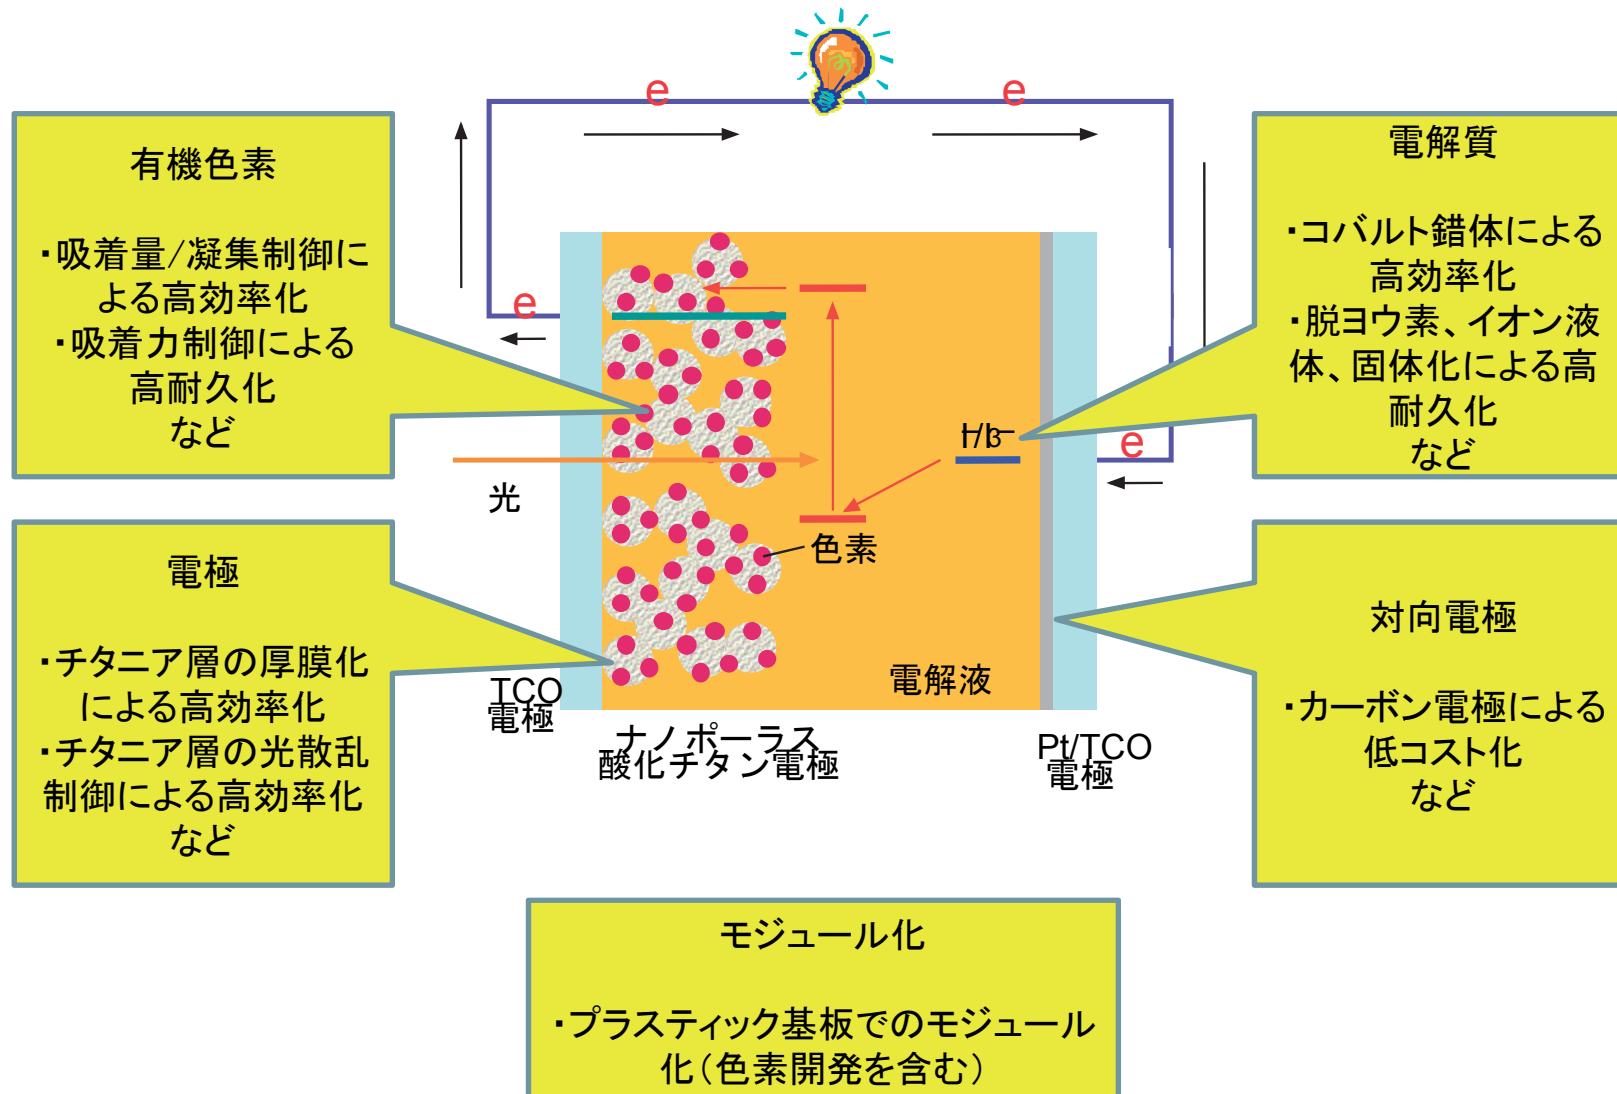 e
e
有機色素
・吸着量/凝集制御に
よる高効率化
・吸着力制御による
高耐久化
など
電解質
・コバルト錯体による
高効率化
・脱ヨウ素、イオン液
体、固体化による高
耐久化
など
e
e
光
色素
電解液
電極
・チタニア層の厚膜化
による高効率化
・チタニア層の光散乱
制御による高効率化
など
対向電極
・カーボン電極による
低コスト化
など
TCO
電極
ナノポーラス
酸化チタン電極
Pt/TCO
電極
モジュール化
・プラスティック基板でのモジュール
化(色素開発を含む)